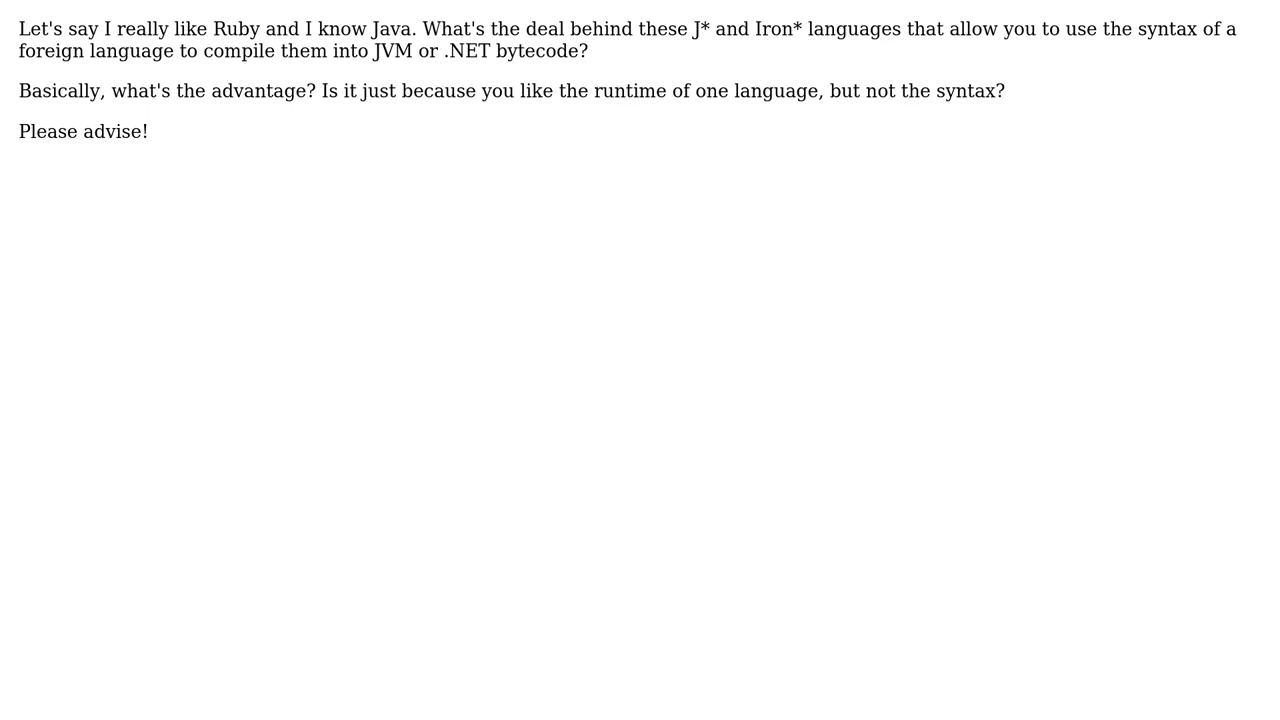 Let's say I really like Ruby and I know Java. What's the deal behind these J* and Iron* languages that allow you to use the syntax of a
foreign language to compile them into JVM or .NET bytecode?
Basically, what's the advantage? Is it just because you like the runtime of one language, but not the syntax?
Please advise!